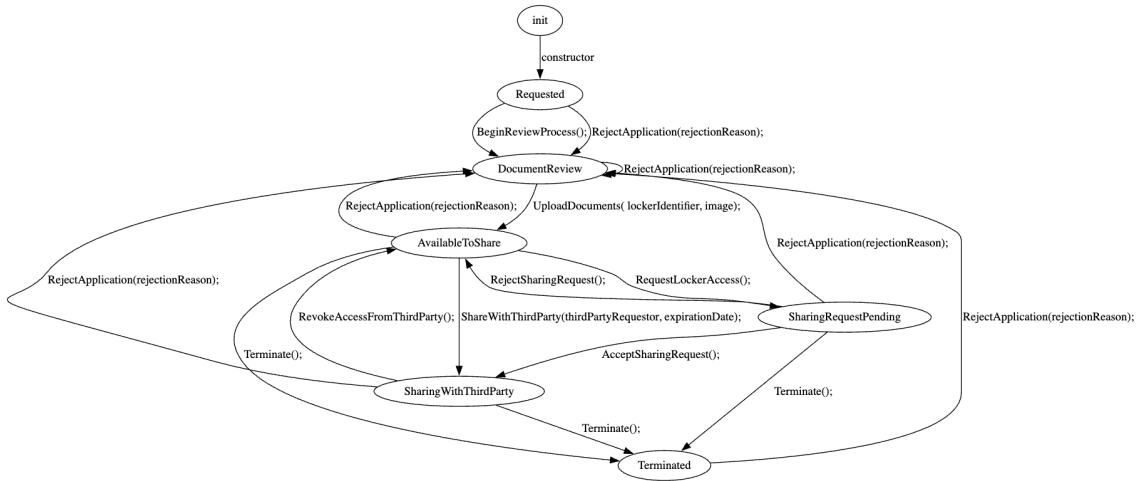 init
constructor
Requested
BeginReviewProcess();
RejectApplication(rejectionReason);
DocumentReview
RejectApplication(rejectionReason);
RejectApplication(rejectionReason);
UploadDocuments( lockerIdentifier, image);
AvailableToShare
RejectApplication(rejectionReason);
RejectApplication(rejectionReason);
RejectSharingRequest();
RequestLockerAccess();
RevokeAccessFromThirdParty();
ShareWithThirdParty(thirdPartyRequestor, expirationDate);
SharingRequestPending
RejectApplication(rejectionReason);
Terminate();
AcceptSharingRequest();
SharingWithThirdParty
Terminate();
Terminate();
Terminated